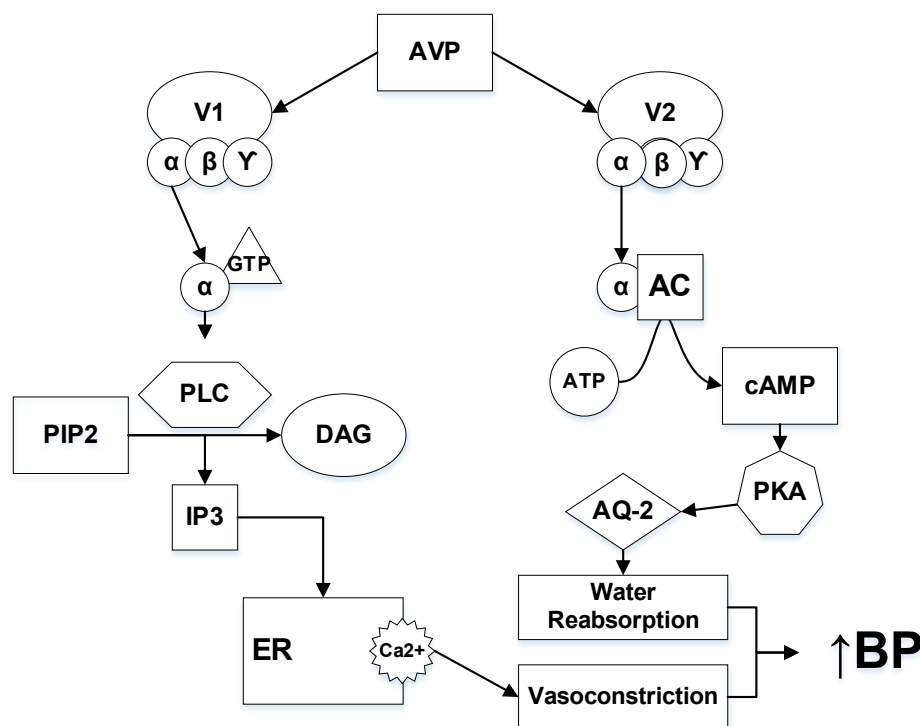 AVP
V1
V2
α β ϒ
α β ϒ
GTP
α
α AC
PLC
ATP
cAMP
PIP2
DAG
PKA
IP3
AQ-2
Water
Reabsorption
ER
Ca2+
Vasoconstriction
↑BP